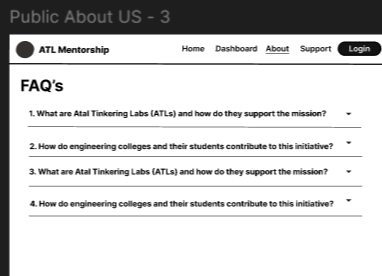 Public About US - 3
ATL Mentorship Home Dashboard About Support Login
FAQ's
1. What are Atal Tinkering Labs (ATLs) and how do they support the mission?
2. How do engineering colleges and their students contribute to this initiative?
3. What are Atal Tinkering Labs (ATLs) and how do they support the mission?
4. How do engineering colleges and their students contribute to this initiative?